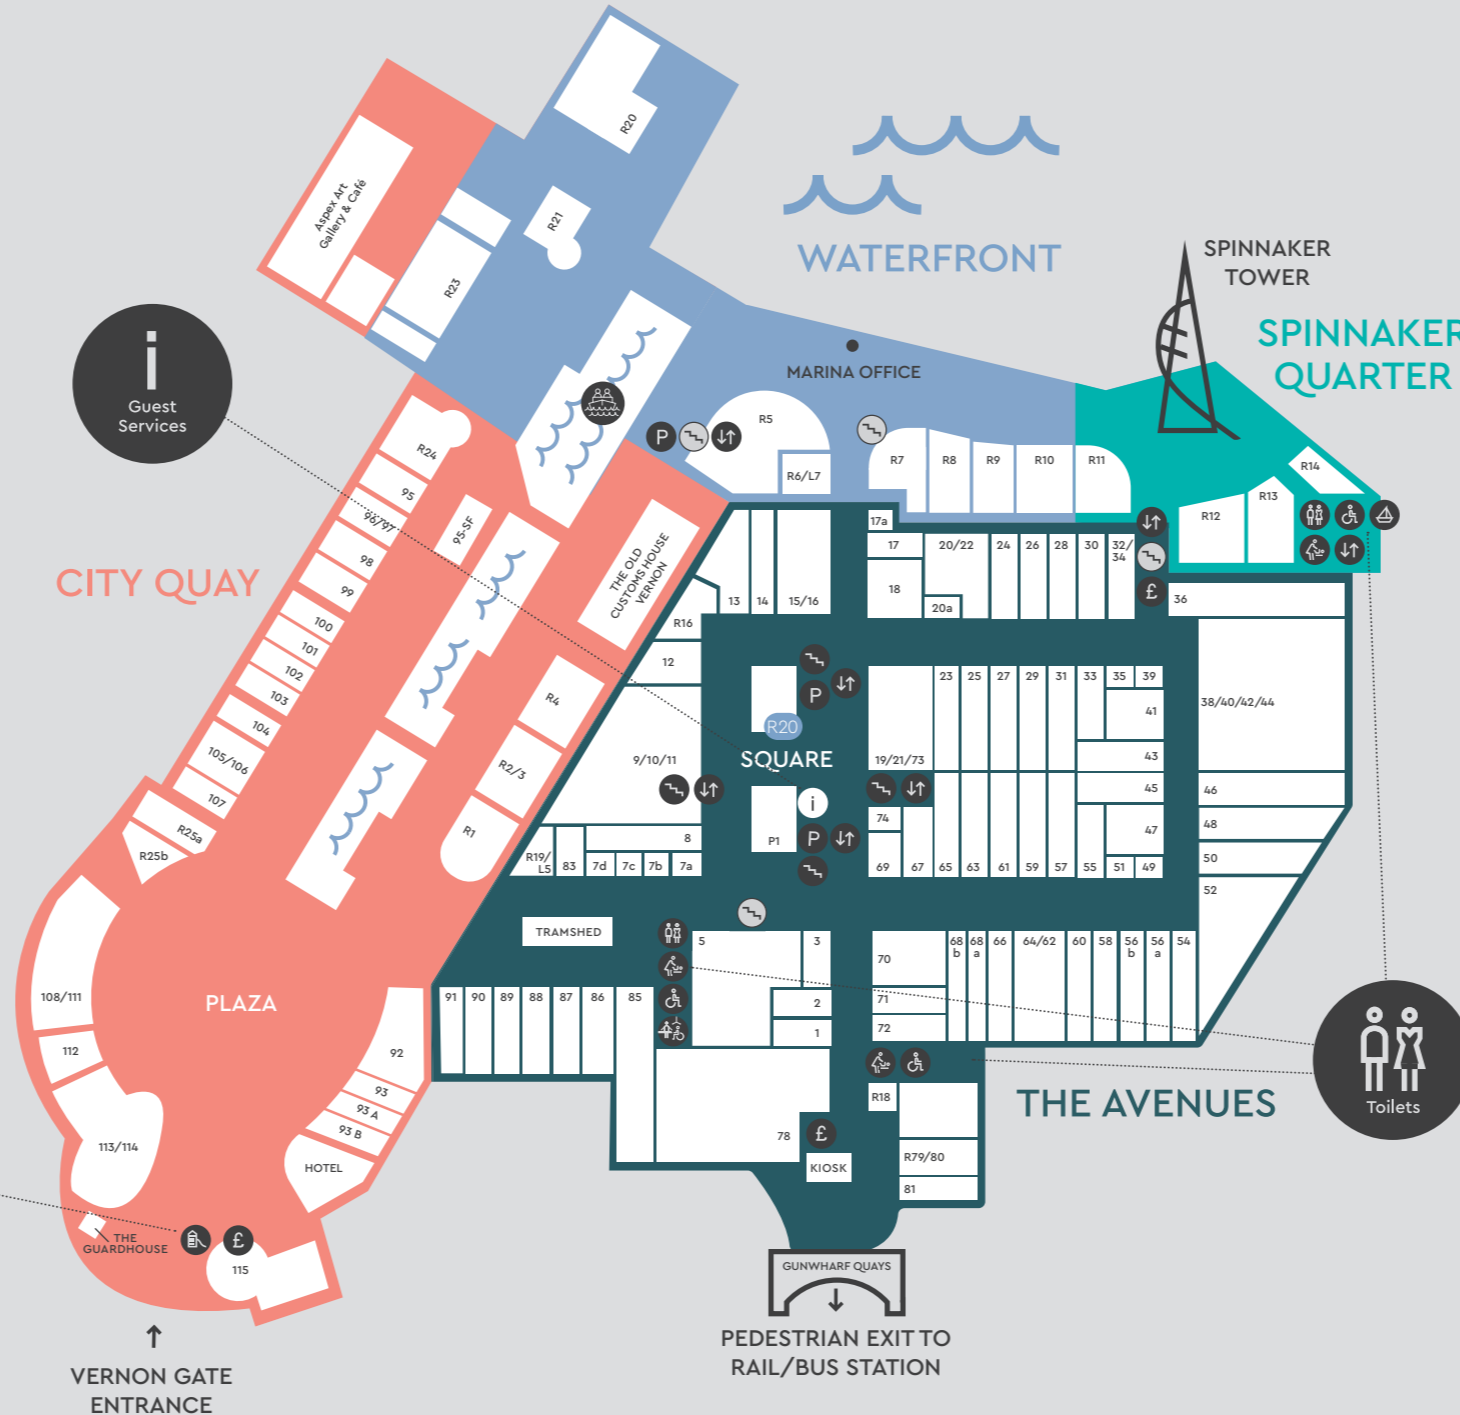 R20
Aspex Art
Gallery & Café
R21
R23
WATERFRONT
SPINNAKER
TOWER
SPINNAKER
QUARTER
i
Guest
Services
MARINA OFFICE
R24
95
96/97
98
99
100
101
102
103
104
105/106
107
R25a
R25b
95-SF
CITY QUAY
THE OLD
CUSTOMS HOUSE
VERNON
R4
R2/3
R1
P
R5
R6/L7
R7
R8
R9
R10
R11
R12
R13
R14
13
14
15/16
R16
12
9/10/11
8
R19/
L5
83
7d
7c
7b
7a
17a
17
18
20/22
20a
24
26
28
30
32/
34
£
36
38/40/42/44
46
48
50
52
P
R20
SQUARE
i
P1
P
19/21/73
23
25
27
29
31
33
35
39
41
43
45
47
74
69
67
65
63
61
59
57
55
51
49
TRAMSHED
91
90
89
88
87
86
85
5
3
2
1
78
£
KIOSK
70
71
72
68
b
68
a
66
64/62
60
58
56
b
56
a
54
R18
R79/80
81
THE AVENUES
Toilets
PLAZA
108/111
112
113/114
92
93
93 A
93 B
HOTEL
THE
GUARDHOUSE
£
115
VERNON GATE
ENTRANCE
GUNWHARF QUAYS
PEDESTRIAN EXIT TO
RAIL/BUS STATION